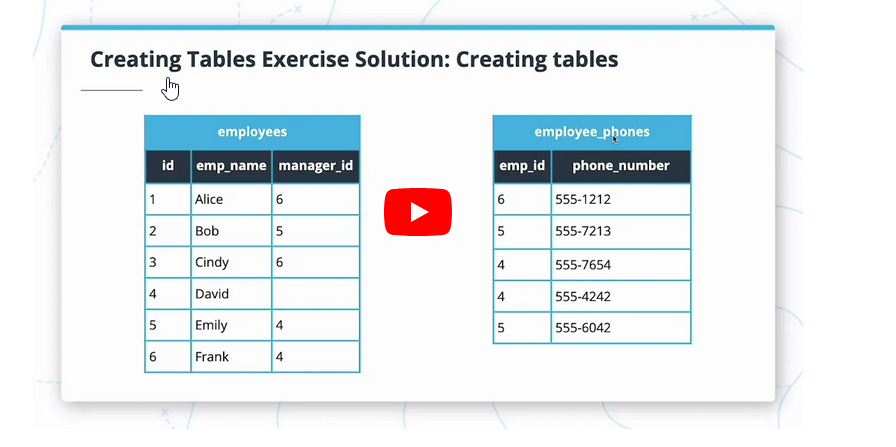 Creating Tables Exercise Solution: Creating tables
employees
id emp_name manager_id
1 Alice 6
2 Bob 5
3 Cindy 6
4 David
5 Emily 4
6 Frank 4
employee_phones
emp_id phone_number
6 555-1212
5 555-7213
4 555-7654
4 555-4242
5 555-6042